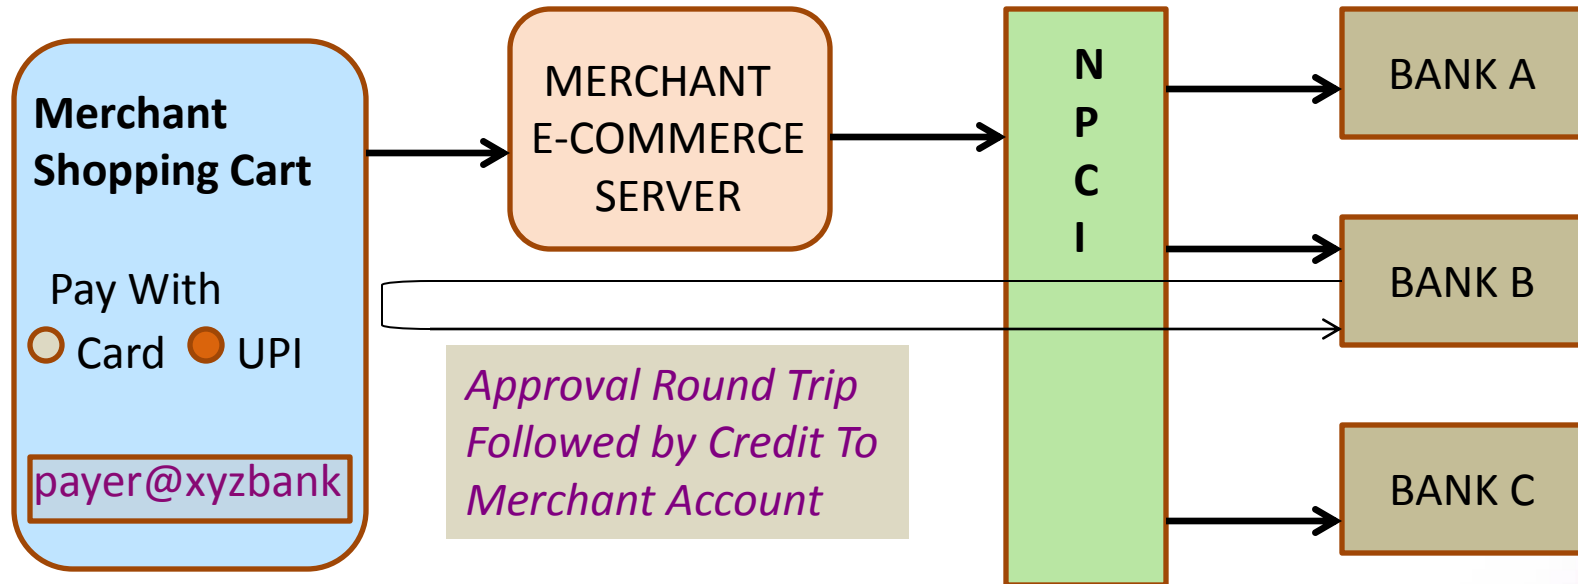 Merchant
Shopping Cart
Pay With
Card UPI
payer@xyzbank
MERCHANT
E-COMMERCE
SERVER
Approval Round Trip
Followed by Credit To
Merchant Account
N
P
C
I
BANK A
BANK B
BANK C